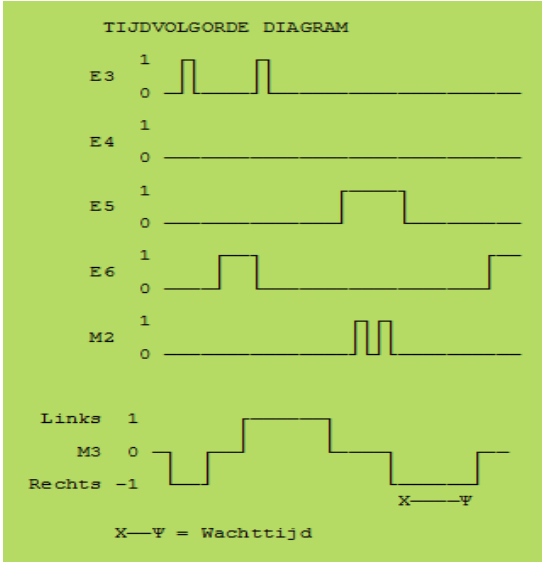 TIJDVOLGORDE DIAGRAM
1
E3
0
1
E4
0
1
E5
0
1
E6
0
1
M2
0
Links 1
M3 0
Rechts -1
X——Ψ
X—Ψ = Wachttijd